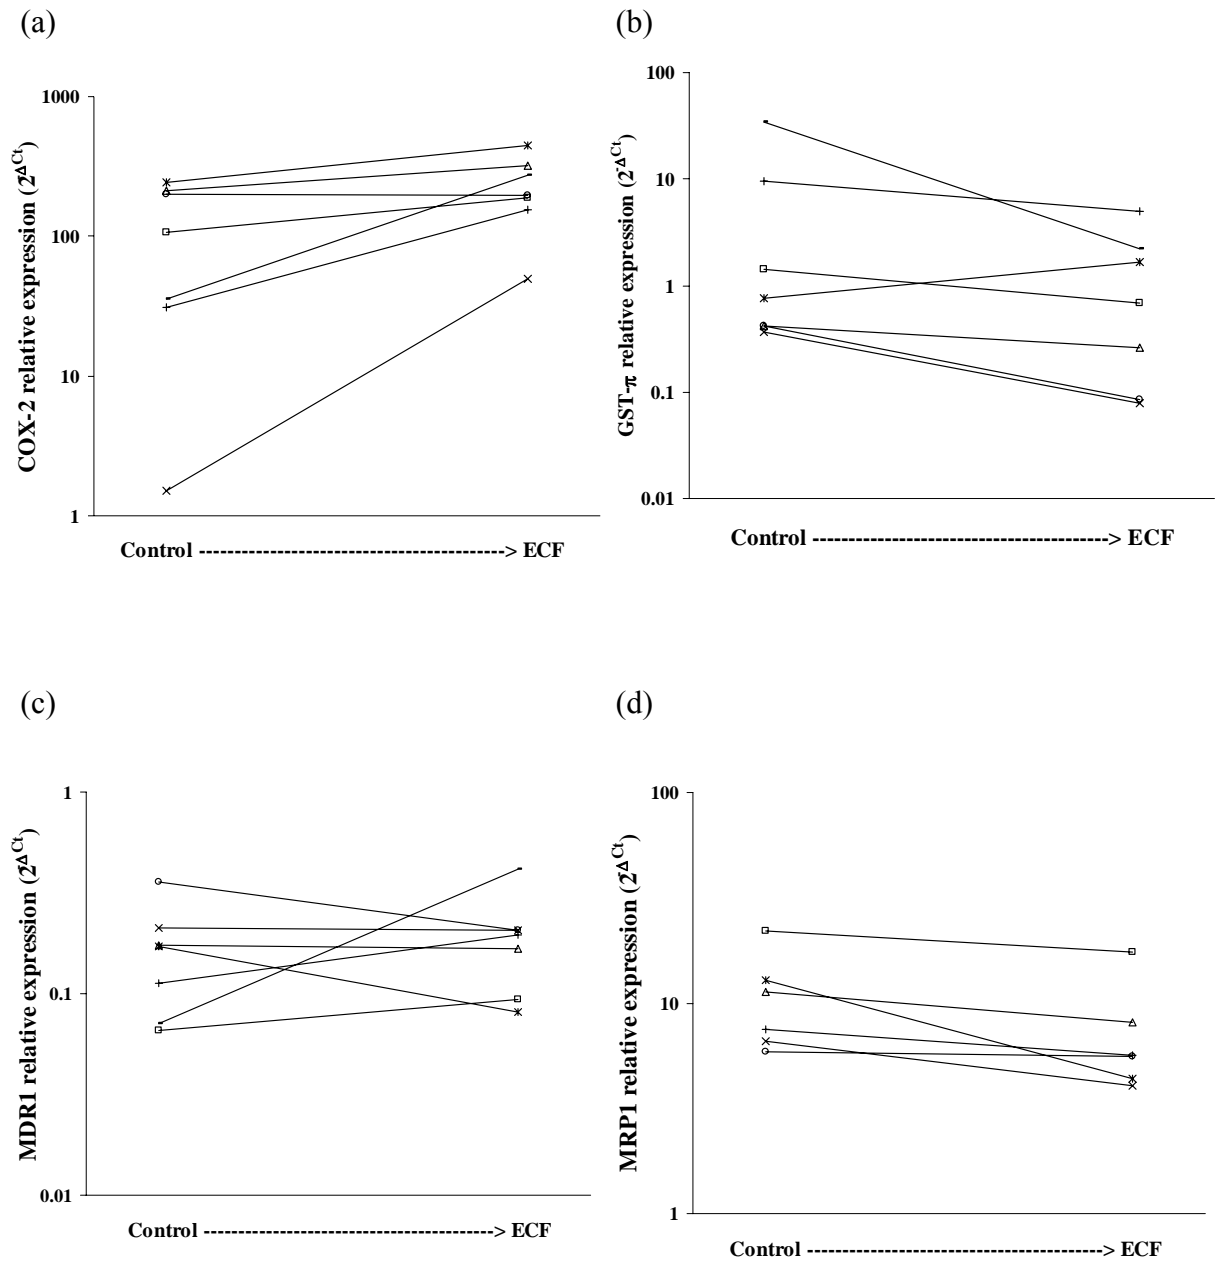 (a)
(b)
COX-2 relative expression (2-ΔCt)
1000
100
10
1
Control ------------------------------------> ECF
GST-π relative expression (2-ΔCt)
100
10
1
0.1
0.01
Control ------------------------------------> ECF
(c)
(d)
MDR1 relative expression (2-ΔCt)
1
0.1
0.01
Control ------------------------------------> ECF
MRP1 relative expression (2-ΔCt)
100
10
1
Control ------------------------------------> ECF